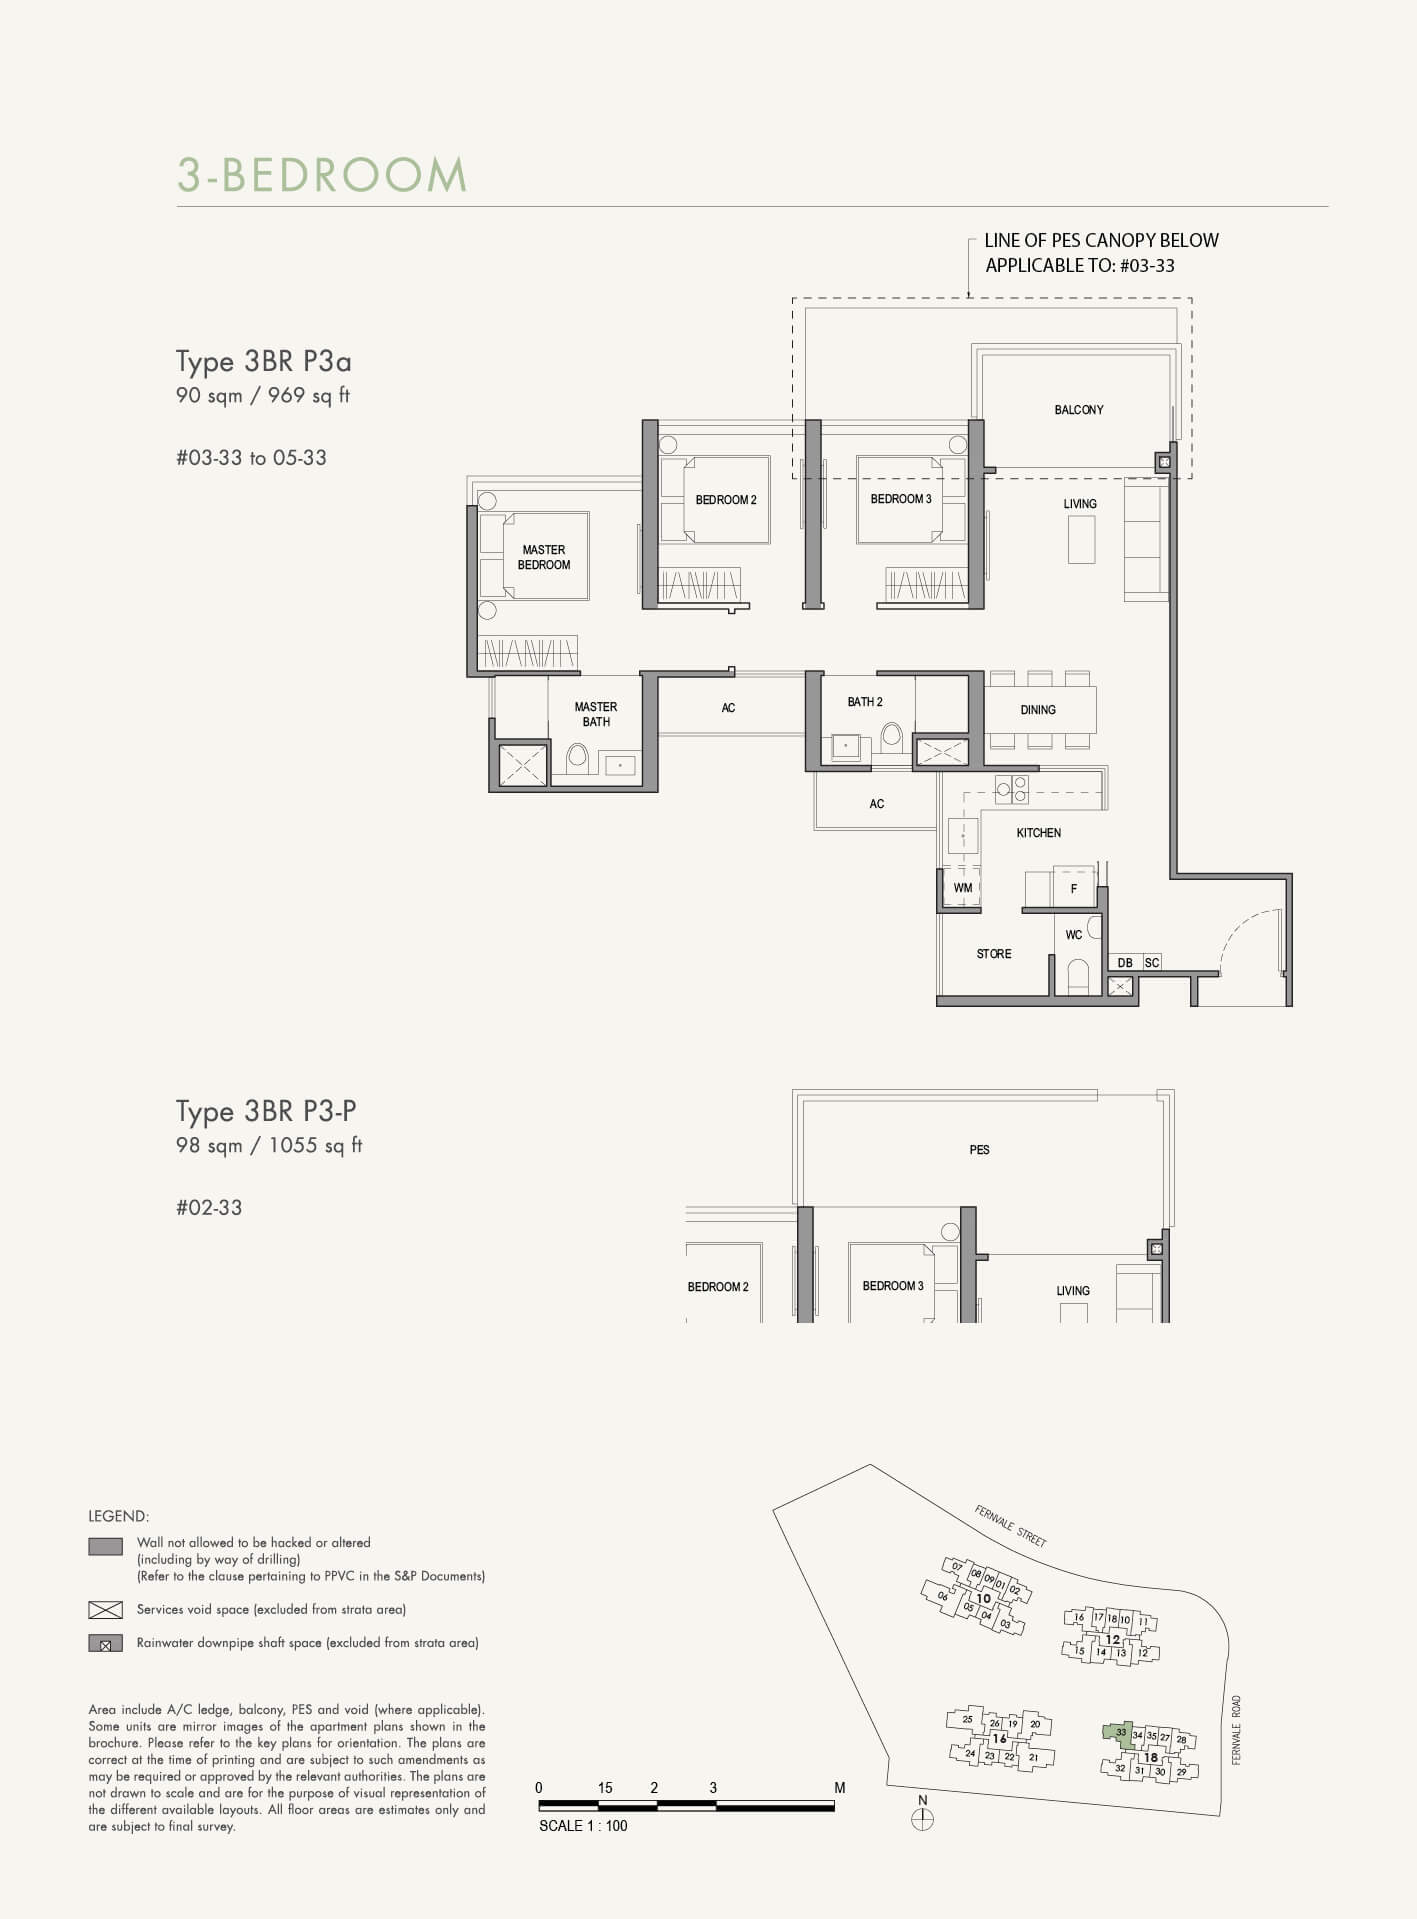 3-BEDROOM
LINE OF PES CANOPY BELOW
APPLICABLE TO: #03-33
Type 3BR P3a
90 sqm / 969 sq ft
#03-33 to 05-33
BALCONY
BEDROOM 2
BEDROOM 3
LIVING
MASTER
BEDROOM
MASTER
BATH
AC
BATH 2
DINING
AC
KITCHEN
WM
F
STORE
WC
DB
SC
Type 3BR P3-P
98 sqm / 1055 sq ft
#02-33
PES
BEDROOM 2
BEDROOM 3
LIVING
LEGEND:
Wall not allowed to be hacked or altered
(including by way of drilling)
(Refer to the clause pertaining to PPVC in the S&P Documents)
Services void space (excluded from strata area)
Rainwater downpipe shaft space (excluded from strata area)
Area include A/C ledge, balcony, PES and void (where applicable).
Some units are mirror images of the apartment plans shown in the
brochure. Please refer to the key plans for orientation. The plans are
correct at the time of printing and are subject to such amendments as
may be required or approved by the relevant authorities. The plans are
not drawn to scale and are for the purpose of visual representation of
the different available layouts. All floor areas are estimates only and
are subject to final survey.
0 15 2 3 M
SCALE 1 : 100
N
FERNVALE STREET
FERNVALE ROAD
07 08 09 01 02
10
06 05 04 03
16 17 18 10 11
12
15 14 13 12
25 26 19 20
16
24 23 22 21
33 34 35 27 28
18
32 31 30 29